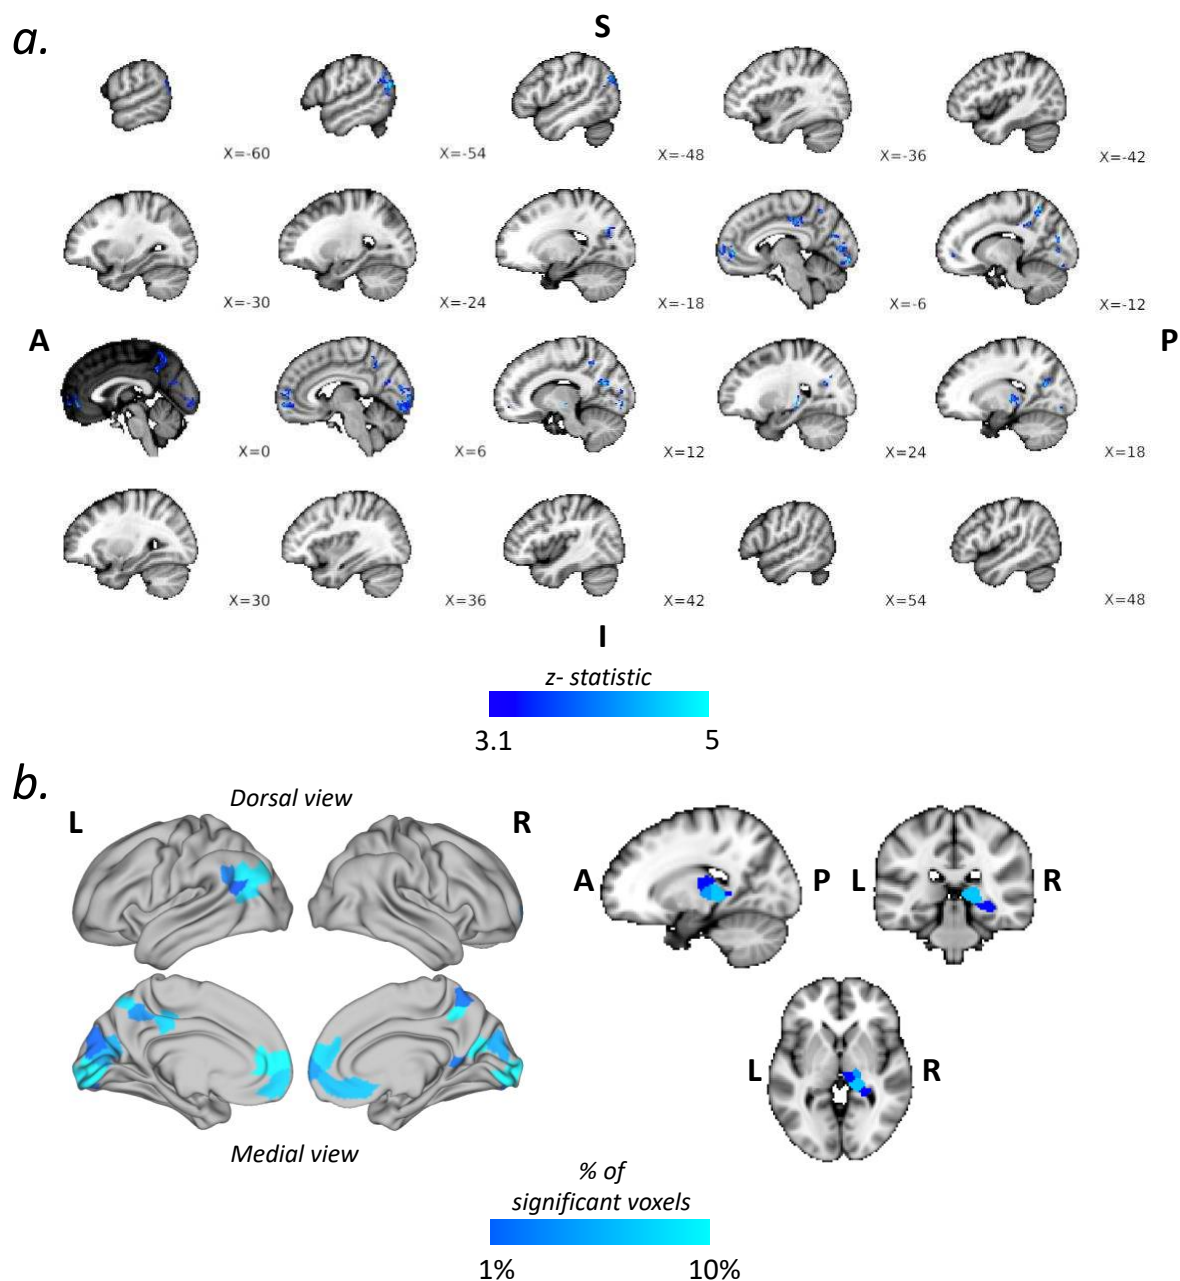 a.
S
X=-60
X=-54
X=-48
X=-36
X=-42
X=-30
X=-24
X=-18
X=-6
X=-12
A
P
X=0
X=6
X=12
X=24
X=18
X=30
X=36
X=42
X=54
X=48
I
z- statistic
3.1
5
b.
Dorsal view
L
R
A
P
L
R
L
R
Medial view
% of
significant voxels
1%
10%